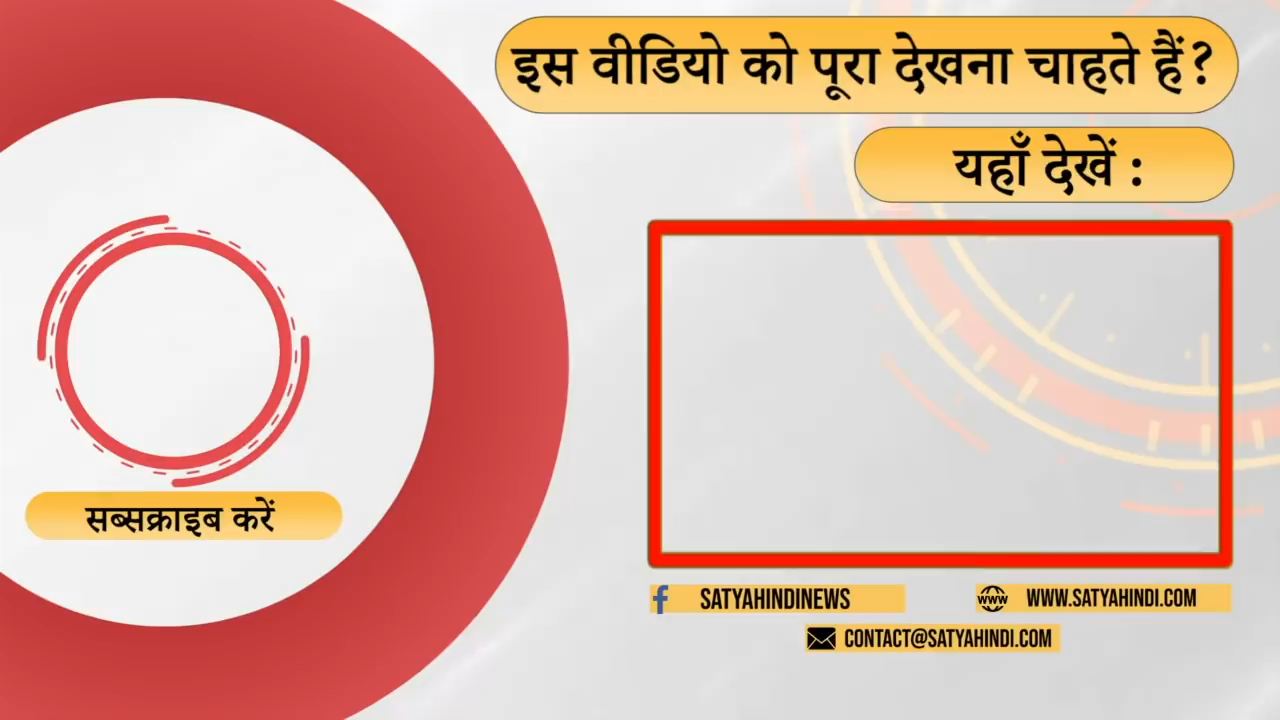 इस वीडियो को पूरा देखना चाहते हैं?
यहाँ देखें :
सब्सक्राइब करें
SATYAHINDINEWS
WWW.SATYAHINDI.COM
CONTACT@SATYAHINDI.COM